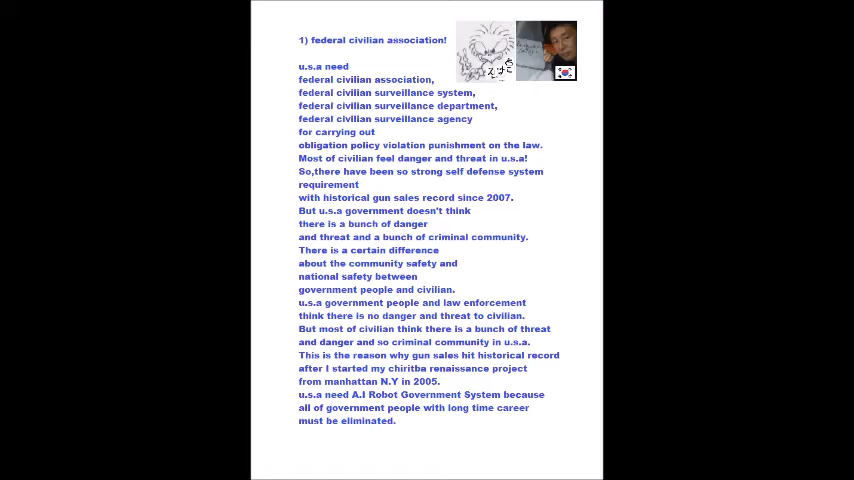 1) federal civilian association!
u.s.a need
federal civilian association,
federal civilian surveillance system,
federal civilian surveillance department,
federal civilian surveillance agency
for carrying out
obligation policy violation punishment on the law.
Most of civilian feel danger and threat in u.s.a!
So,there have been so strong self defense system
requirement
with historical gun sales record since 2007.
But u.s.a government doesn't think
there is a bunch of danger
and threat and a bunch of criminal community.
There is a certain difference
about the community safety and
national safety between
government people and civilian.
u.s.a government people and law enforcement
think there is no danger and threat to civilian.
But most of civilian think there is a bunch of threat
and danger and so criminal community in u.s.a.
This is the reason why gun sales hit historical record
after I started my chiritba renaissance project
from manhattan N.Y in 2005.
u.s.a need A.I Robot Government System because
all of government people with long time career
must be eliminated.